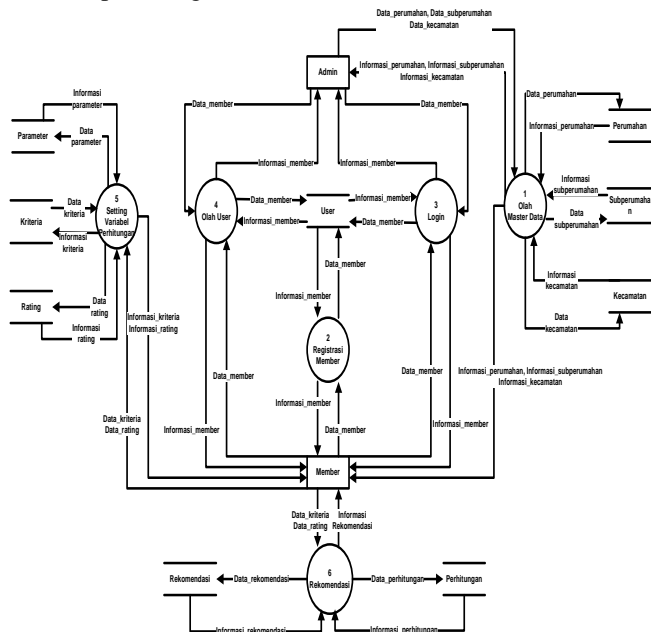 Data_perumahan, Data_subperumahan
Data_kecamatan
Admin
Informasi_perumahan, Informasi_subperumahan
Informasi_kecamatan
Data_perumahan
Informasi
parameter
Data_member
Data_member
Perumahan
Informasi_perumahan
Parameter
Data
parameter
Informasi_member
Informasi_member
Informasi
subperumahan
5
Setting
Variabel
Perhitungan
Data
kriteria
4
Olah User
Data_member
Informasi_member
3
Login
1
Olah
Master Data
Subperumaha
n
Kriteria
User
Informasi_member
Data_member
Data
subperumahan
Informasi
kriteria
Data_member
Informasi
kecamatan
Rating
Data
rating
Informasi_member
Kecamatan
Informasi_kriteria
Informasi_rating
Data
kecamatan
Informasi
rating
2
Registrasi
Member
Informasi_perumahan, Informasi_subperumahan
Informasi_kecamatan
Data_member
Data_member
Informasi_member
Data_kriteria
Data_rating
Informasi_member
Data_member
Informasi_member
Member
Data_kriteria
Data_rating
Informasi
Rekomendasi
Rekomendasi
Data_rekomendasi
6
Rekomendasi
Data_perhitungan
Perhitungan
Informasi_rekomendasi
Informasi_perhitungan